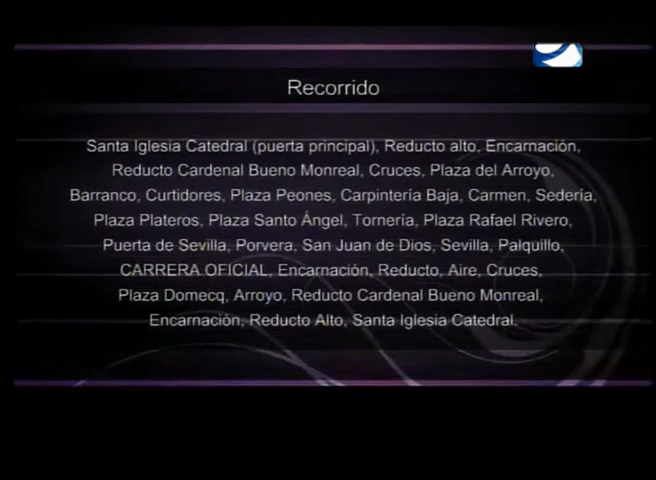 Recorrido
Santa Iglesia Catedral (puerta principal), Reducto alto, Encarnación,
Reducto Cardenal Bueno Monreal, Cruces, Plaza del Arroyo,
Barranco, Curtidores, Plaza Peones, Carpintería Baja, Carmen, Sedería,
Plaza Plateros, Plaza Santo Ángel, Tornería, Plaza Rafael Rivero,
Puerta de Sevilla, Porvera, San Juan de Dios, Sevilla, Palquillo,
CARRERA OFICIAL, Encarnación, Reducto, Aire, Cruces,
Plaza Domecq, Arroyo, Reducto Cardenal Bueno Monreal,
Encarnación, Reducto Alto, Santa Iglesia Catedral.